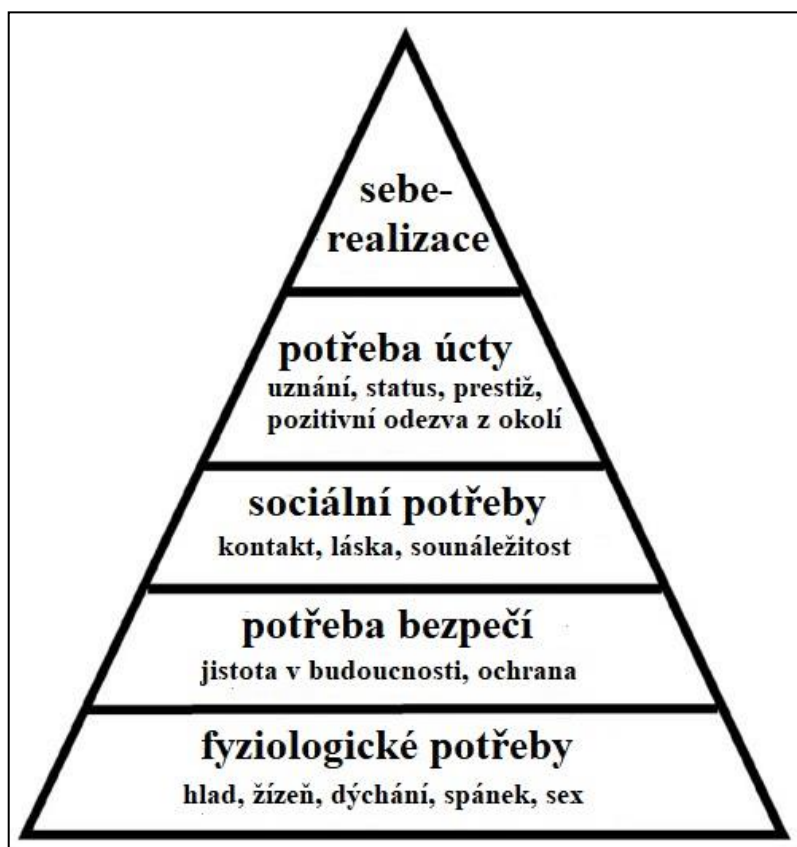 sebe-
realizace
potřeba úcty
uznání, status, prestiž,
pozitivní odezva z okolí
sociální potřeby
kontakt, láska, sounáležitost
potřeba bezpečí
jistota v budoucnosti, ochrana
fyziologické potřeby
hlad, žízeň, dýchání, spánek, sex